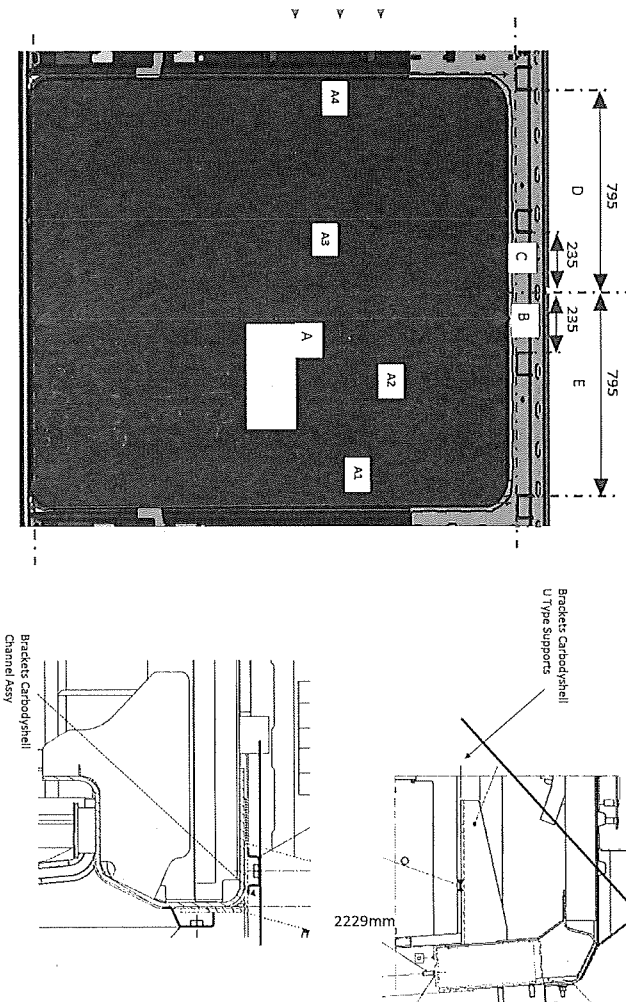 795
795
D
E
235
235
C
B
A4
A3
A
A2
A1
Brackets Carbodyshell
U Type Supports
Brackets Carbodyshell
Channel Assy
2229mm